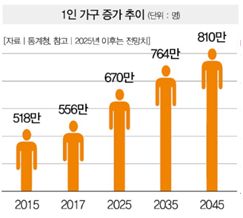 1인 가구 증가 추이 (단위 : 명)
[자료 | 통계청, 참고 | 2025년 이후는 전망치]
518만
556만
670만
764만
810만
2015 2017 2025 2035 2045